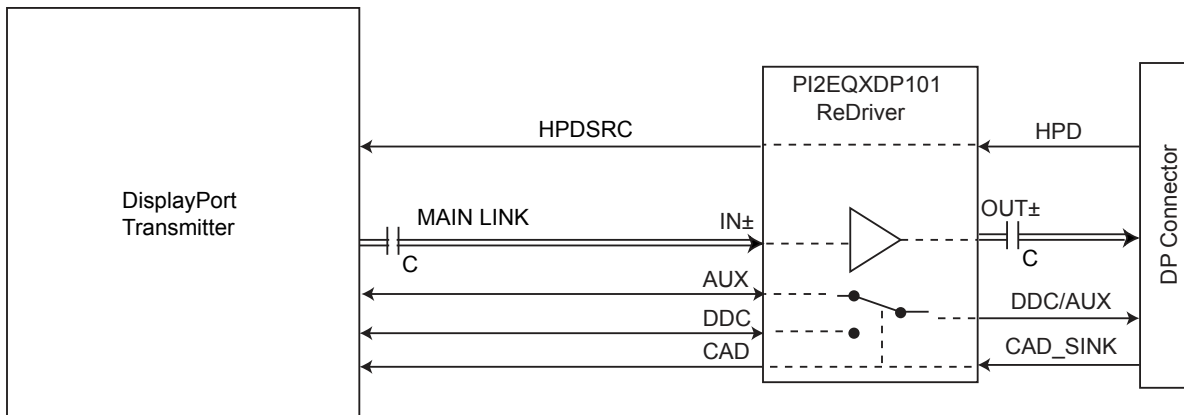 PI2EQXDP101
ReDriver
HPDSRC
HPD
DisplayPort
Transmitter
MAIN LINK
IN±
OUT±
C
C
DP Connector
AUX
DDC/AUX
DDC
CAD
CAD_SINK